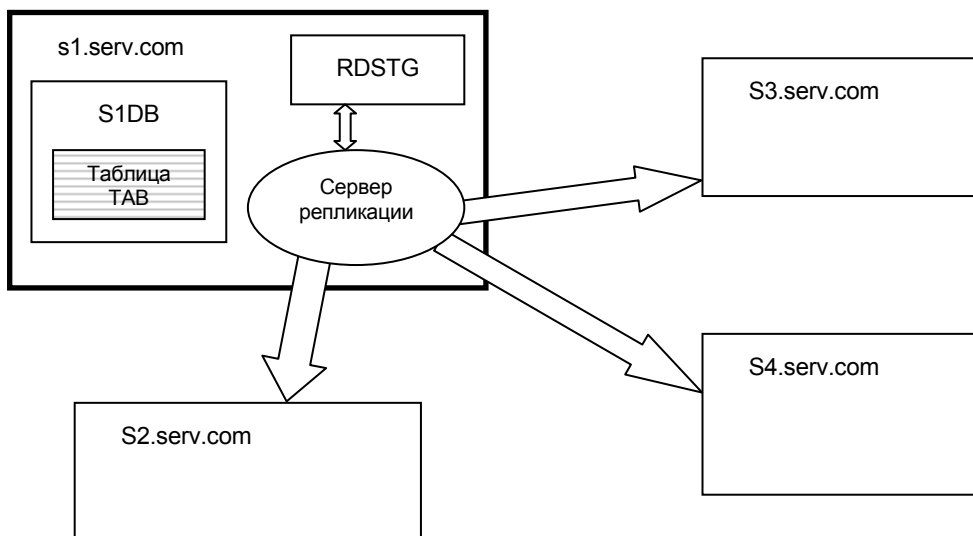 s1.serv.com
RDSTG
S1DB
Таблица
TAB
Сервер
репликации
S3.serv.com
S4.serv.com
S2.serv.com